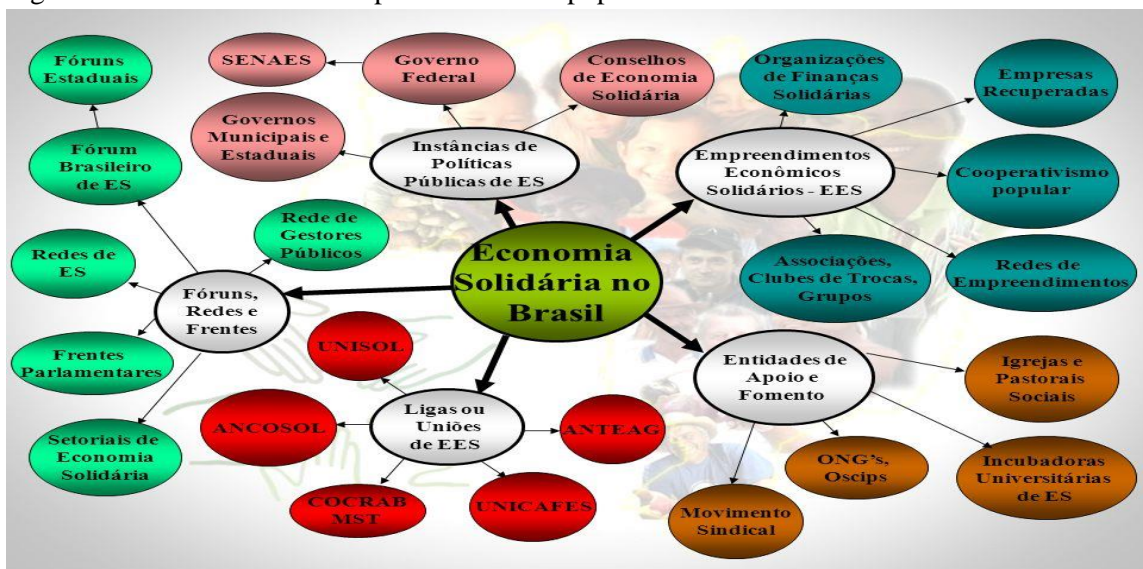 Fóruns
Estaduais
SENAES
Governo
Federal
Conselhos
de Economia
Solidária
Organizações
de Finanças
Solidárias
Empresas
Recuperadas
Governos
Municipais e
Estaduais
Fórum
Brasileiro
de ES
Instâncias de
Políticas
Públicas de ES
Empreendimentos
Econômicos
Solidários - EES
Cooperativismo
popular
Rede de
Gestores
Públicos
Redes de
ES
Economia
Solidária no
Brasil
Associações,
Clubes de Trocas,
Grupos
Redes de
Empreendimentos
Fóruns,
Redes e
Frentes
UNISOL
Frentes
Parlamentares
Entidades de
Apoio e
Fomento
Igrejas e
Pastorais
Sociais
ANCOSOL
Ligas ou
Uniões
de EES
ANTEAG
Setoriais de
Economia
Solidária
ONG's,
Oscips
Incubadoras
Universitárias
de ES
COCRAB
MST
UNICAFES
Movimento
Sindical